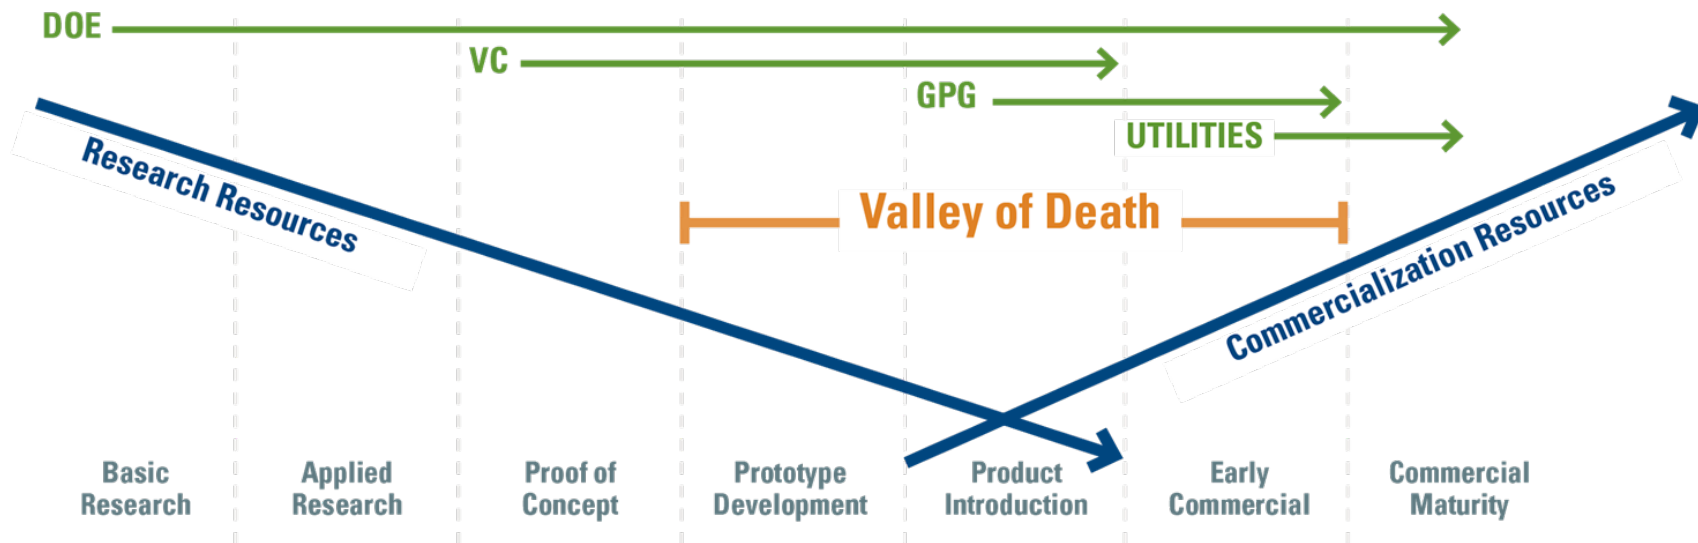 DOE
VC
GPG
UTILITIES
Research Resources
Valley of Death
Commercialization Resources
Basic
Research
Applied
Research
Proof of
Concept
Prototype
Development
Product
Introduction
Early
Commercial
Commercial
Maturity